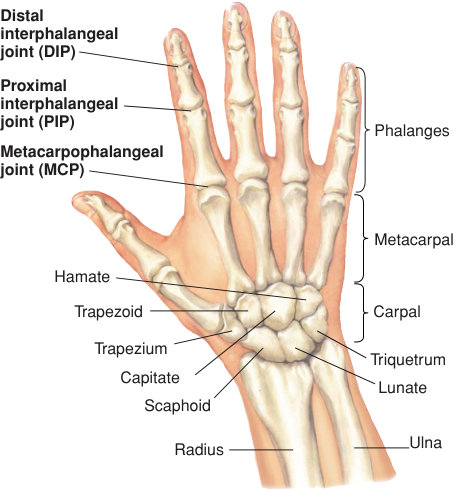 Distal
interphalangeal
joint (DIP)
Proximal
interphalangeal
joint (PIP)
Metacarpophalangeal
joint (MCP)
Phalanges
Metacarpal
Hamate
Trapezoid
Carpal
Trapezium
Triquetrum
Capitate
Lunate
Scaphoid
Radius
Ulna